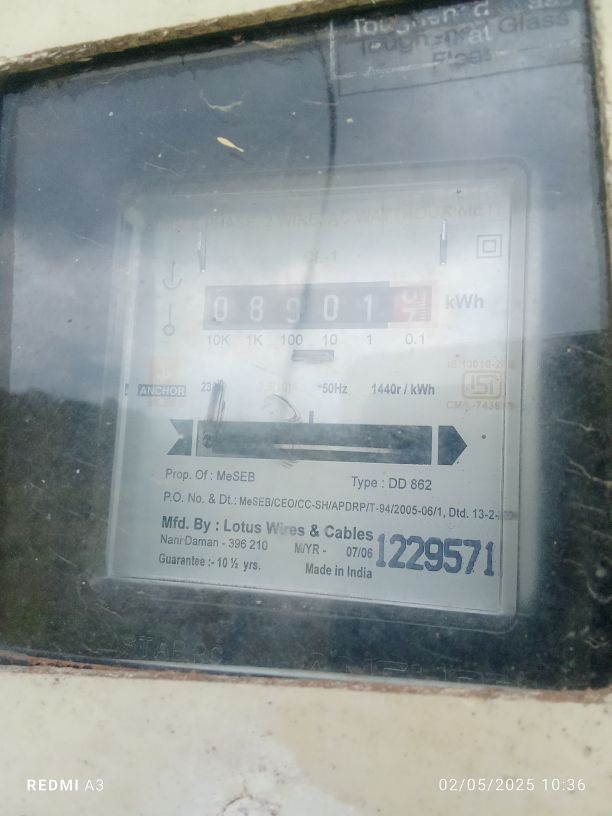 Toughened Glass
Float
kWh
0 8 9 0 1
10K 1K 100 10 1 0.1
ANCHOR
50Hz 1440r / kWh
Prop. Of : MeSEB Type : DD 862
P.O. No. & Dt.: MeSEB/CEO/CC-SH/APDRP/T-94/2005-06/1, Dtd. 13-2-
Mfd. By : Lotus Wires & Cables
Nani Daman - 396 210 M/YR - 07/06 1229571
Guarantee :- 10 ½ yrs. Made in India
REDMI A3 02/05/2025 10:36